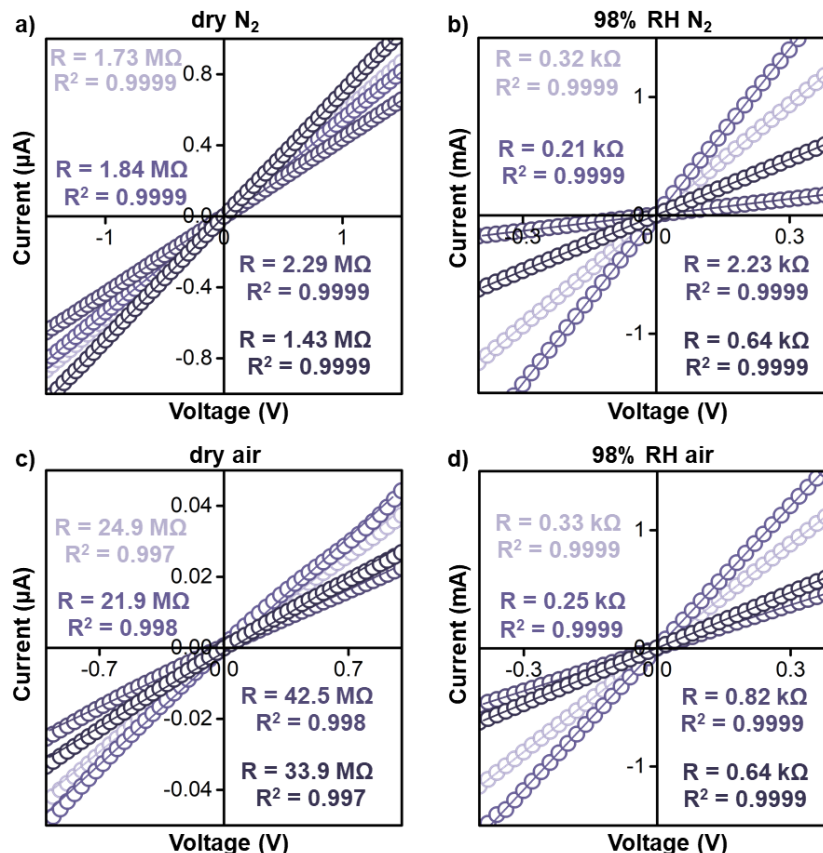 a)
dry N₂
R = 1.73 MΩ
R² = 0.9999
R = 1.84 MΩ
R² = 0.9999
R = 2.29 MΩ
R² = 0.9999
R = 1.43 MΩ
R² = 0.9999
0.8
0.4
0.0
-0.4
-0.8
-1
0
1
Current (µA)
Voltage (V)
b)
98% RH N₂
R = 0.32 kΩ
R² = 0.9999
R = 0.21 kΩ
R² = 0.9999
R = 2.23 kΩ
R² = 0.9999
R = 0.64 kΩ
R² = 0.9999
1
0
-1
-0.3
0.0
0.3
Current (mA)
Voltage (V)
c)
dry air
R = 24.9 MΩ
R² = 0.997
R = 21.9 MΩ
R² = 0.998
R = 42.5 MΩ
R² = 0.998
R = 33.9 MΩ
R² = 0.997
0.04
0.02
0.00
-0.02
-0.04
-0.7
0.0
0.7
Current (µA)
Voltage (V)
d)
98% RH air
R = 0.33 kΩ
R² = 0.9999
R = 0.25 kΩ
R² = 0.9999
R = 0.82 kΩ
R² = 0.9999
R = 0.64 kΩ
R² = 0.9999
1
0
-1
-0.3
0.0
0.3
Current (mA)
Voltage (V)